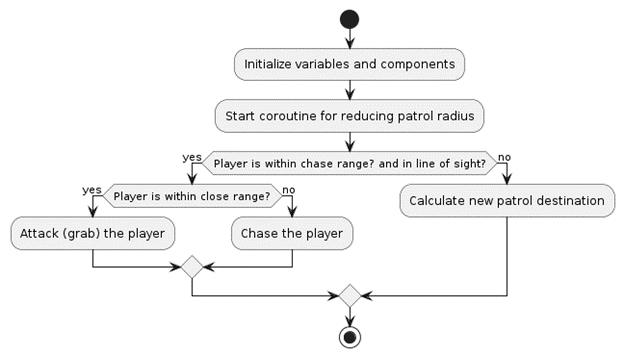 Initialize variables and components
Start coroutine for reducing patrol radius
yes
Player is within chase range? and in line of sight?
no
yes
Player is within close range?
no
Calculate new patrol destination
Attack (grab) the player
Chase the player